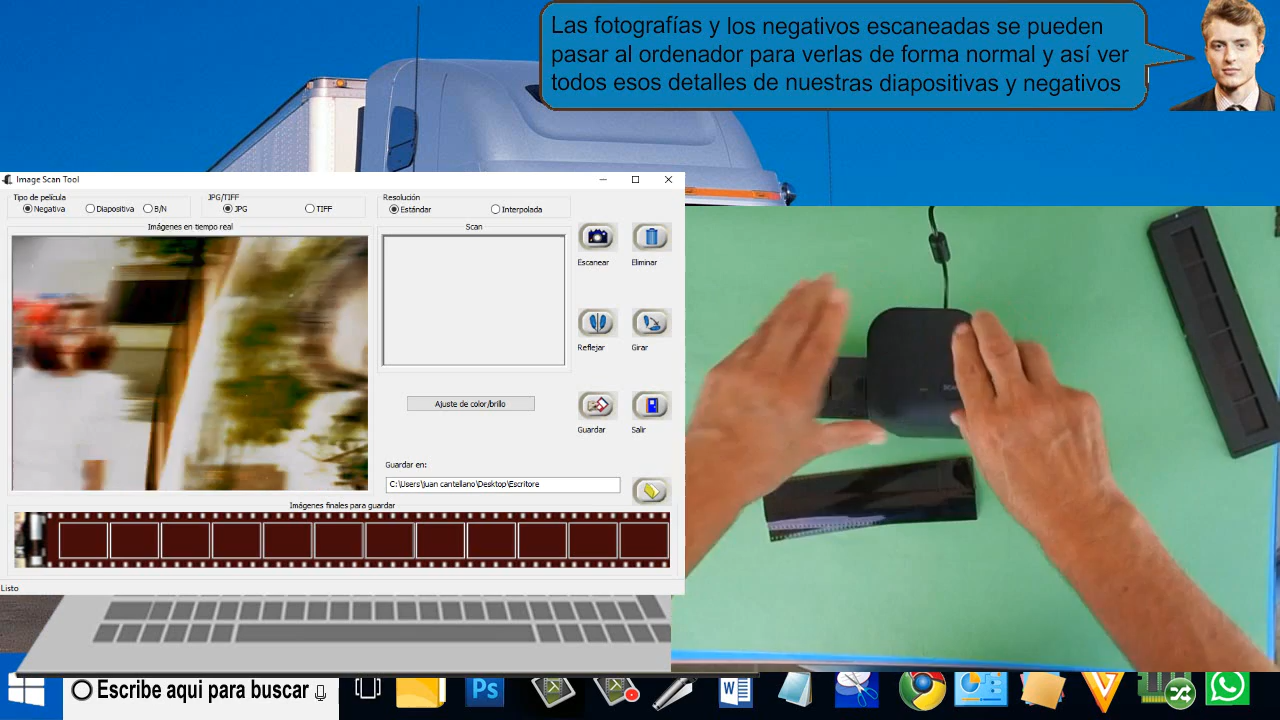 Las fotografías y los negativos escaneadas se pueden
pasar al ordenador para verlas de forma normal y así ver
todos esos detalles de nuestras diapositivas y negativos
Image Scan Tool
Tipo de película
Negativa Diapositiva B/N
JPG/TIFF
JPG TIFF
Resolución
Estándar Interpolada
Imágenes en tiempo real
Scan
Escanear Eliminar
Reflejar Girar
Ajuste de color/brillo
Guardar Salir
Guardar en:
C:\Users\juan cantellano\Desktop\Escritore
Imágenes finales para guardar
Listo
Escribe aqui para buscar
Ps
W